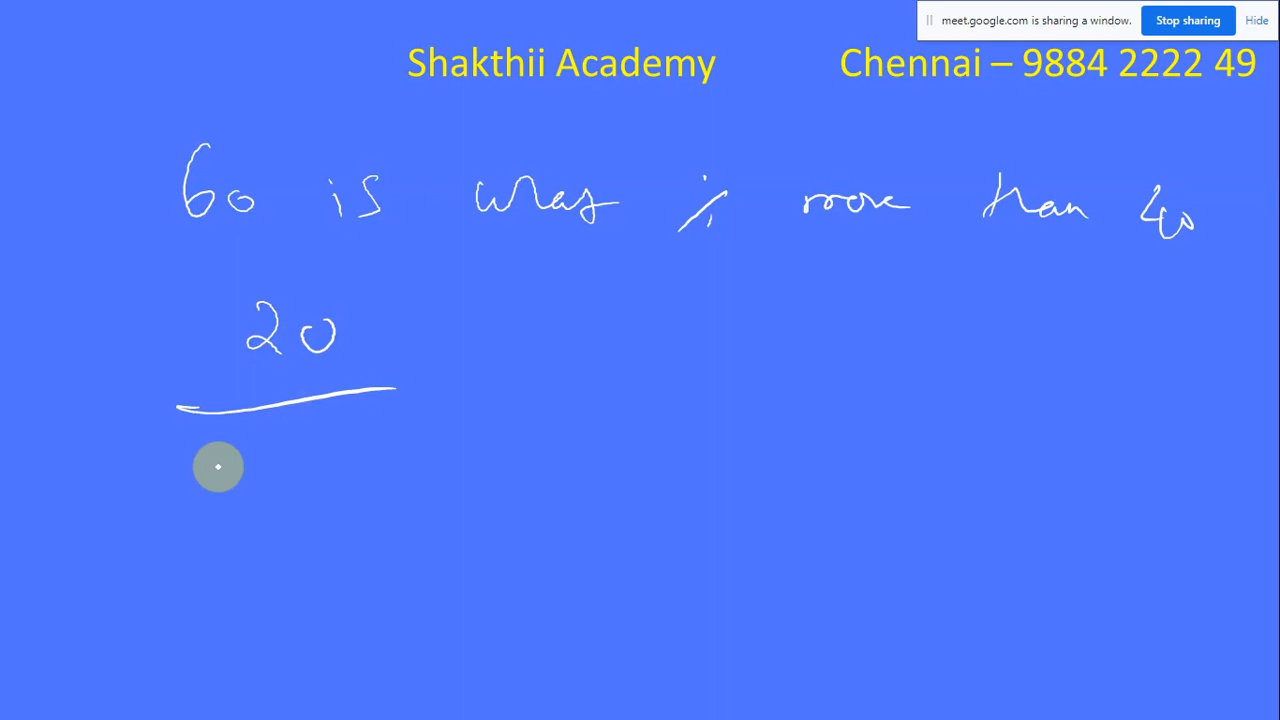 meet.google.com is sharing a window. Stop sharing Hide
Shakthii Academy Chennai – 9884 2222 49
60 is what % more than 40
20